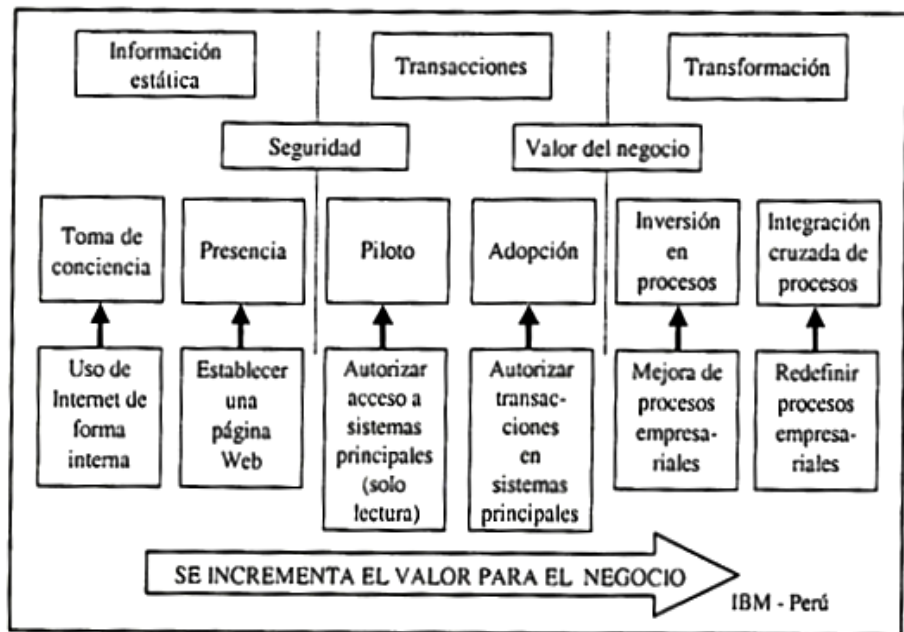 Información
estática
Transacciones
Transformación
Seguridad
Valor del negocio
Toma de
conciencia
Presencia
Piloto
Adopción
Inversión
en
procesos
Integración
cruzada de
procesos
Uso de
Internet de
forma
interna
Establecer
una
página
Web
Autorizar
acceso a
sistemas
principales
(solo
lectura)
Autorizar
transac-
ciones
en
sistemas
principales
Mejora de
procesos
empresa-
riales
Redefinir
procesos
empresa-
riales
SE INCREMENTA EL VALOR PARA EL NEGOCIO
IBM - Perú